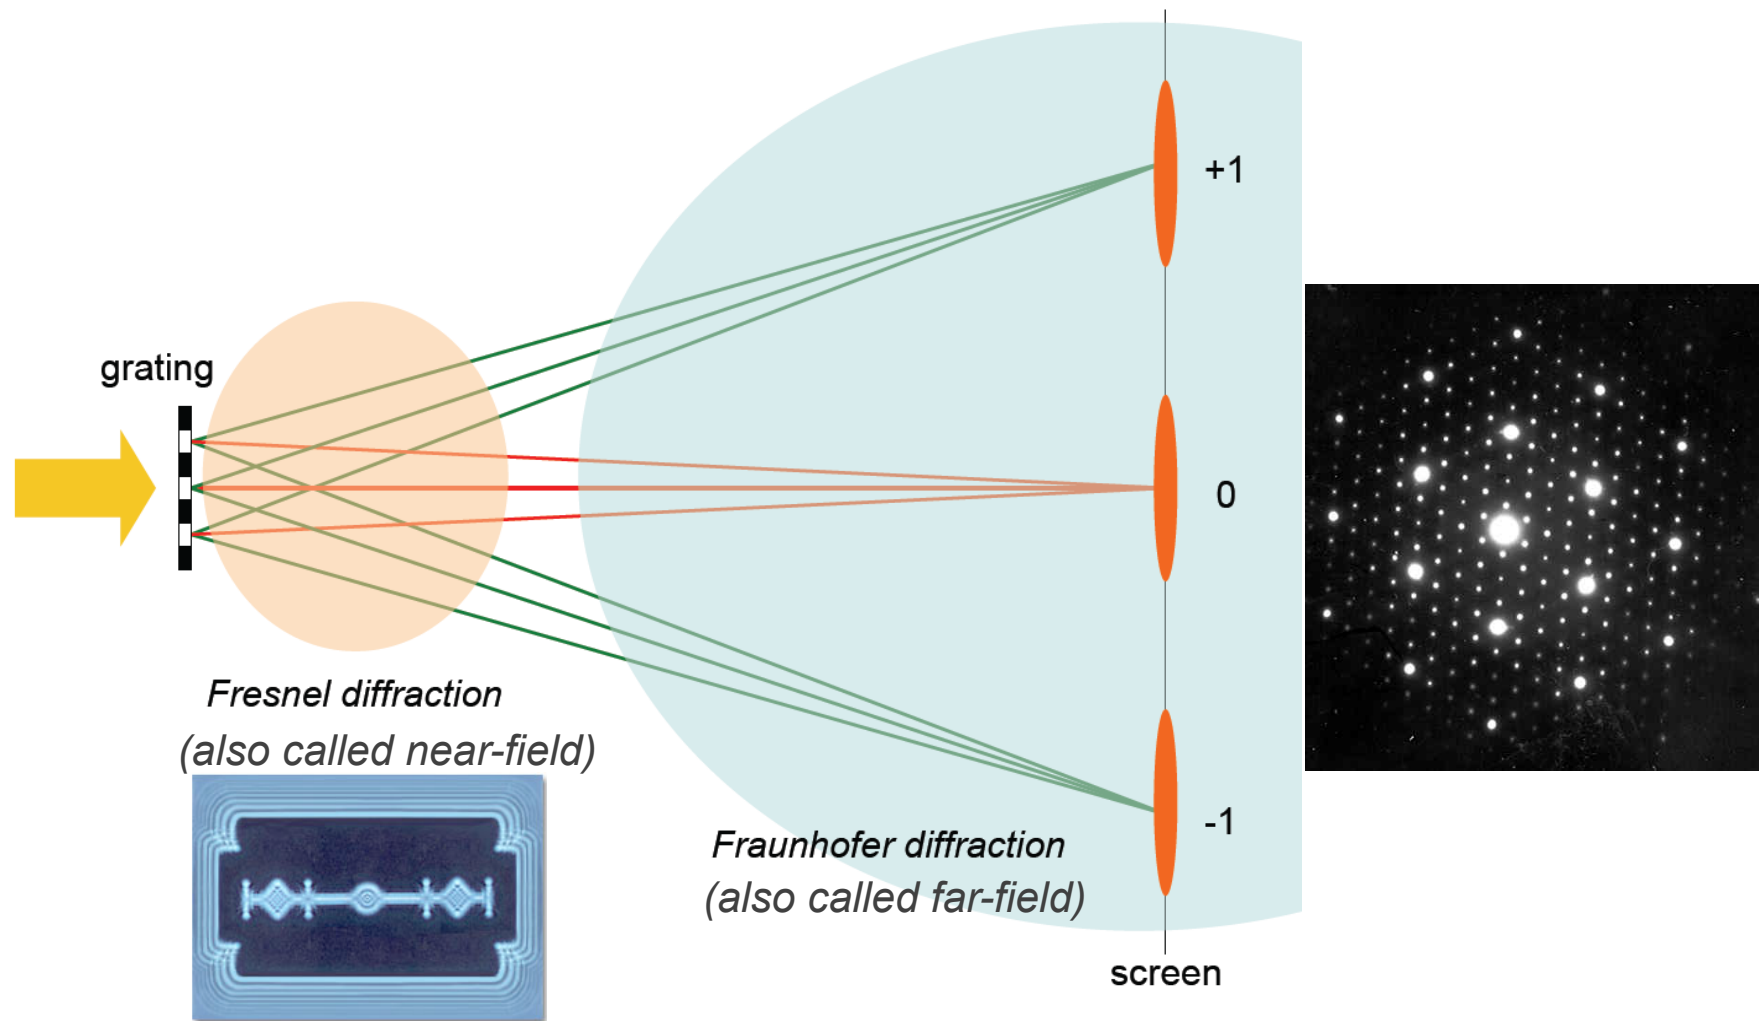 grating
+1
0
-1
Fresnel diffraction
(also called near-field)
Fraunhofer diffraction
(also called far-field)
screen